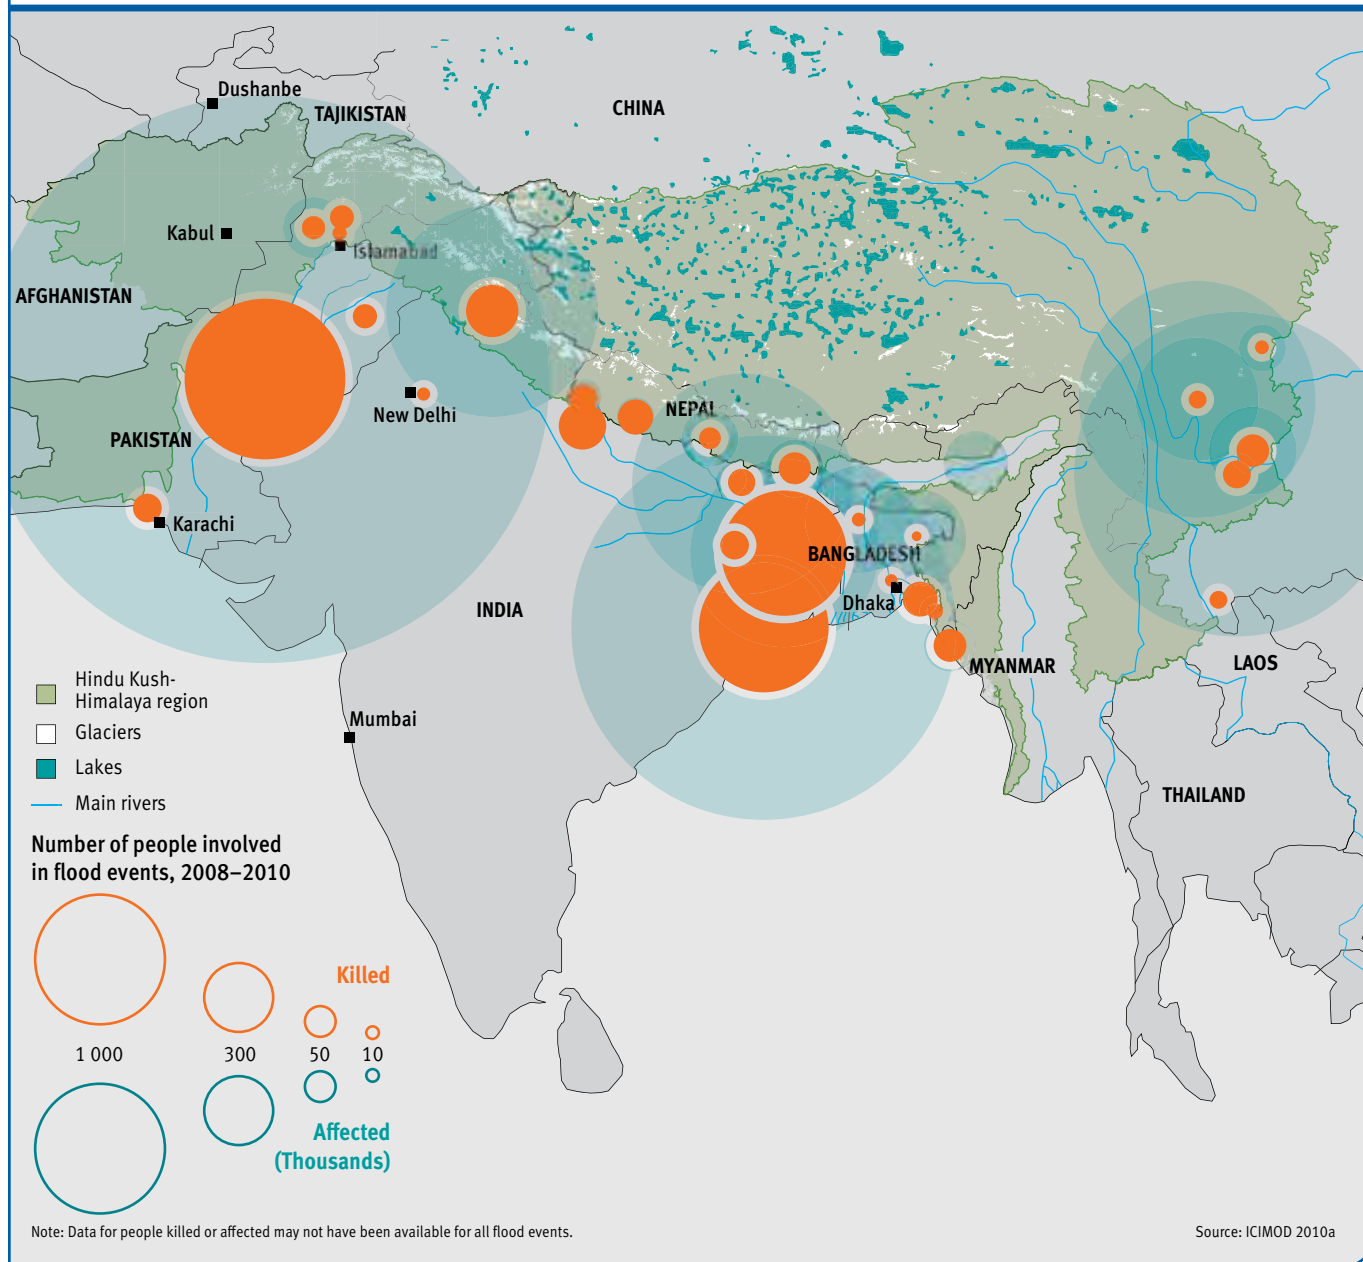 Dushanbe
TAJIKISTAN
CHINA
Kabul
Islamabad
AFGHANISTAN
New Delhi
NEPAL
PAKISTAN
Karachi
BANGLADESH
Dhaka
INDIA
MYANMAR
LAOS
Mumbai
THAILAND
Hindu Kush-
Himalaya region
Glaciers
Lakes
Main rivers
Number of people involved
in flood events, 2008–2010
Killed
1 000 300 50 10
Affected
(Thousands)
Note: Data for people killed or affected may not have been available for all flood events.
Source: ICIMOD 2010a